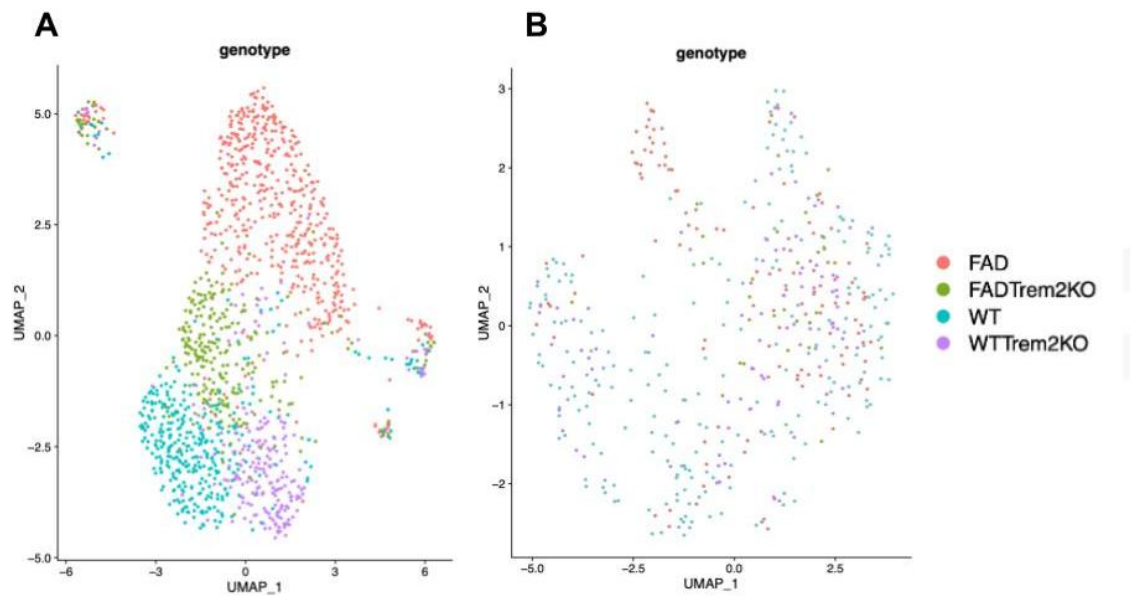 A
B
genotype
genotype
5.0
2.5
0.0
−2.5
−5.0
UMAP_2
−6
−3
0
3
6
UMAP_1
3
2
1
0
−1
−2
UMAP_2
−5.0
−2.5
0.0
2.5
UMAP_1
FAD
FADTrem2KO
WT
WTTrem2KO